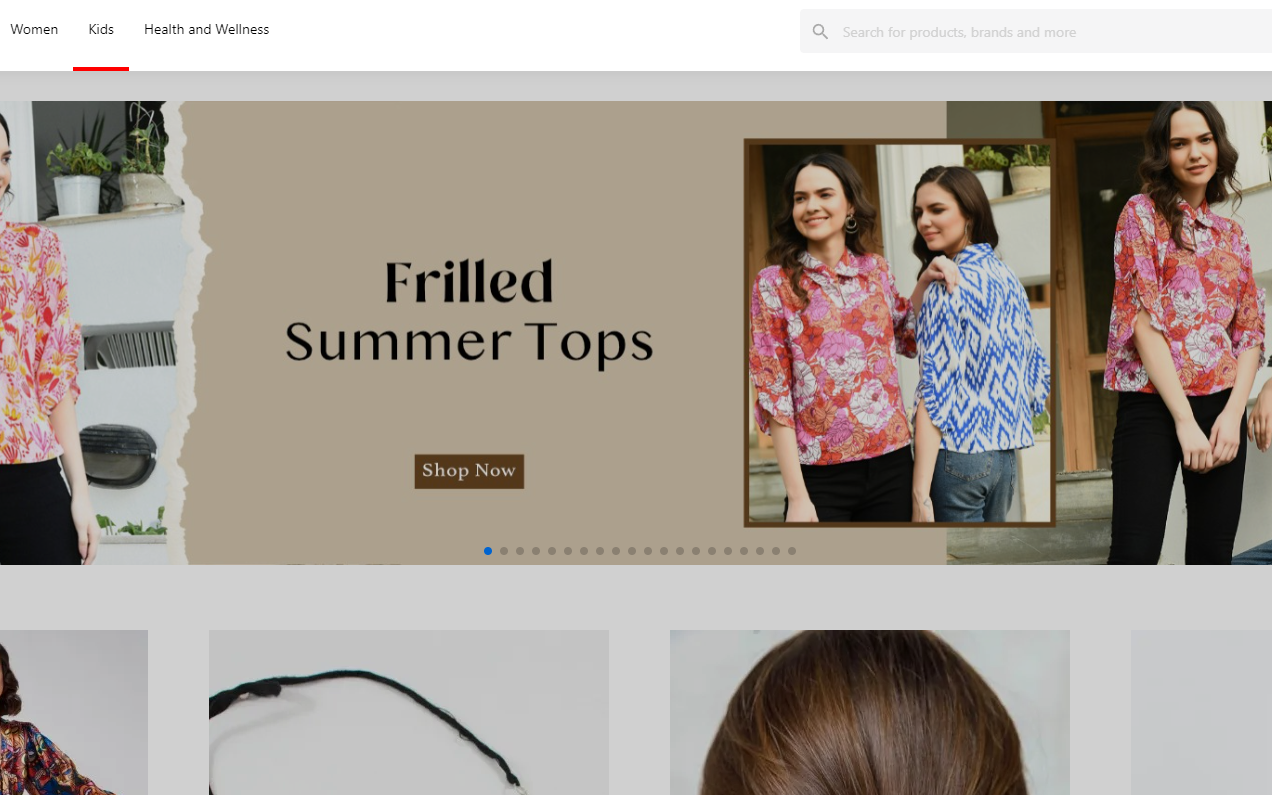 Women
Kids
Health and Wellness
Search for products, brands and more
Frilled
Summer Tops
Shop Now